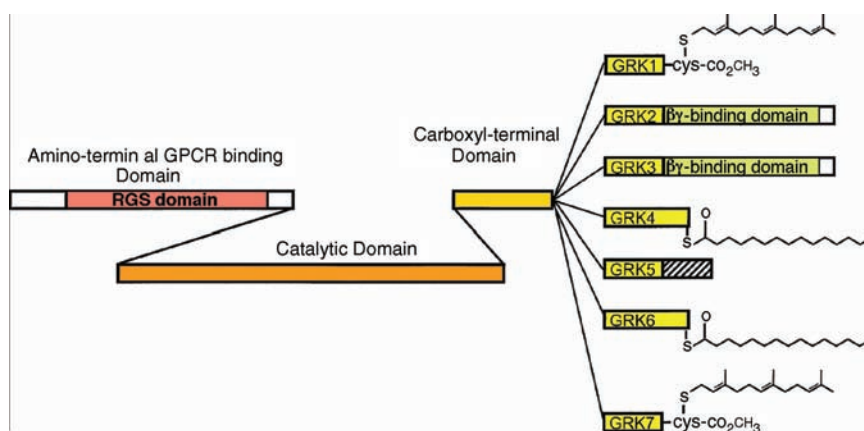 Amino-termin al GPCR binding
Domain
RGS domain
Catalytic Domain
Carboxyl-terminal
Domain
S
GRK1 cys-CO2CH3
GRK2 βγ-binding domain
GRK3 βγ-binding domain
GRK4
O
S
GRK5
GRK6
O
S
S
GRK7 cys-CO2CH3